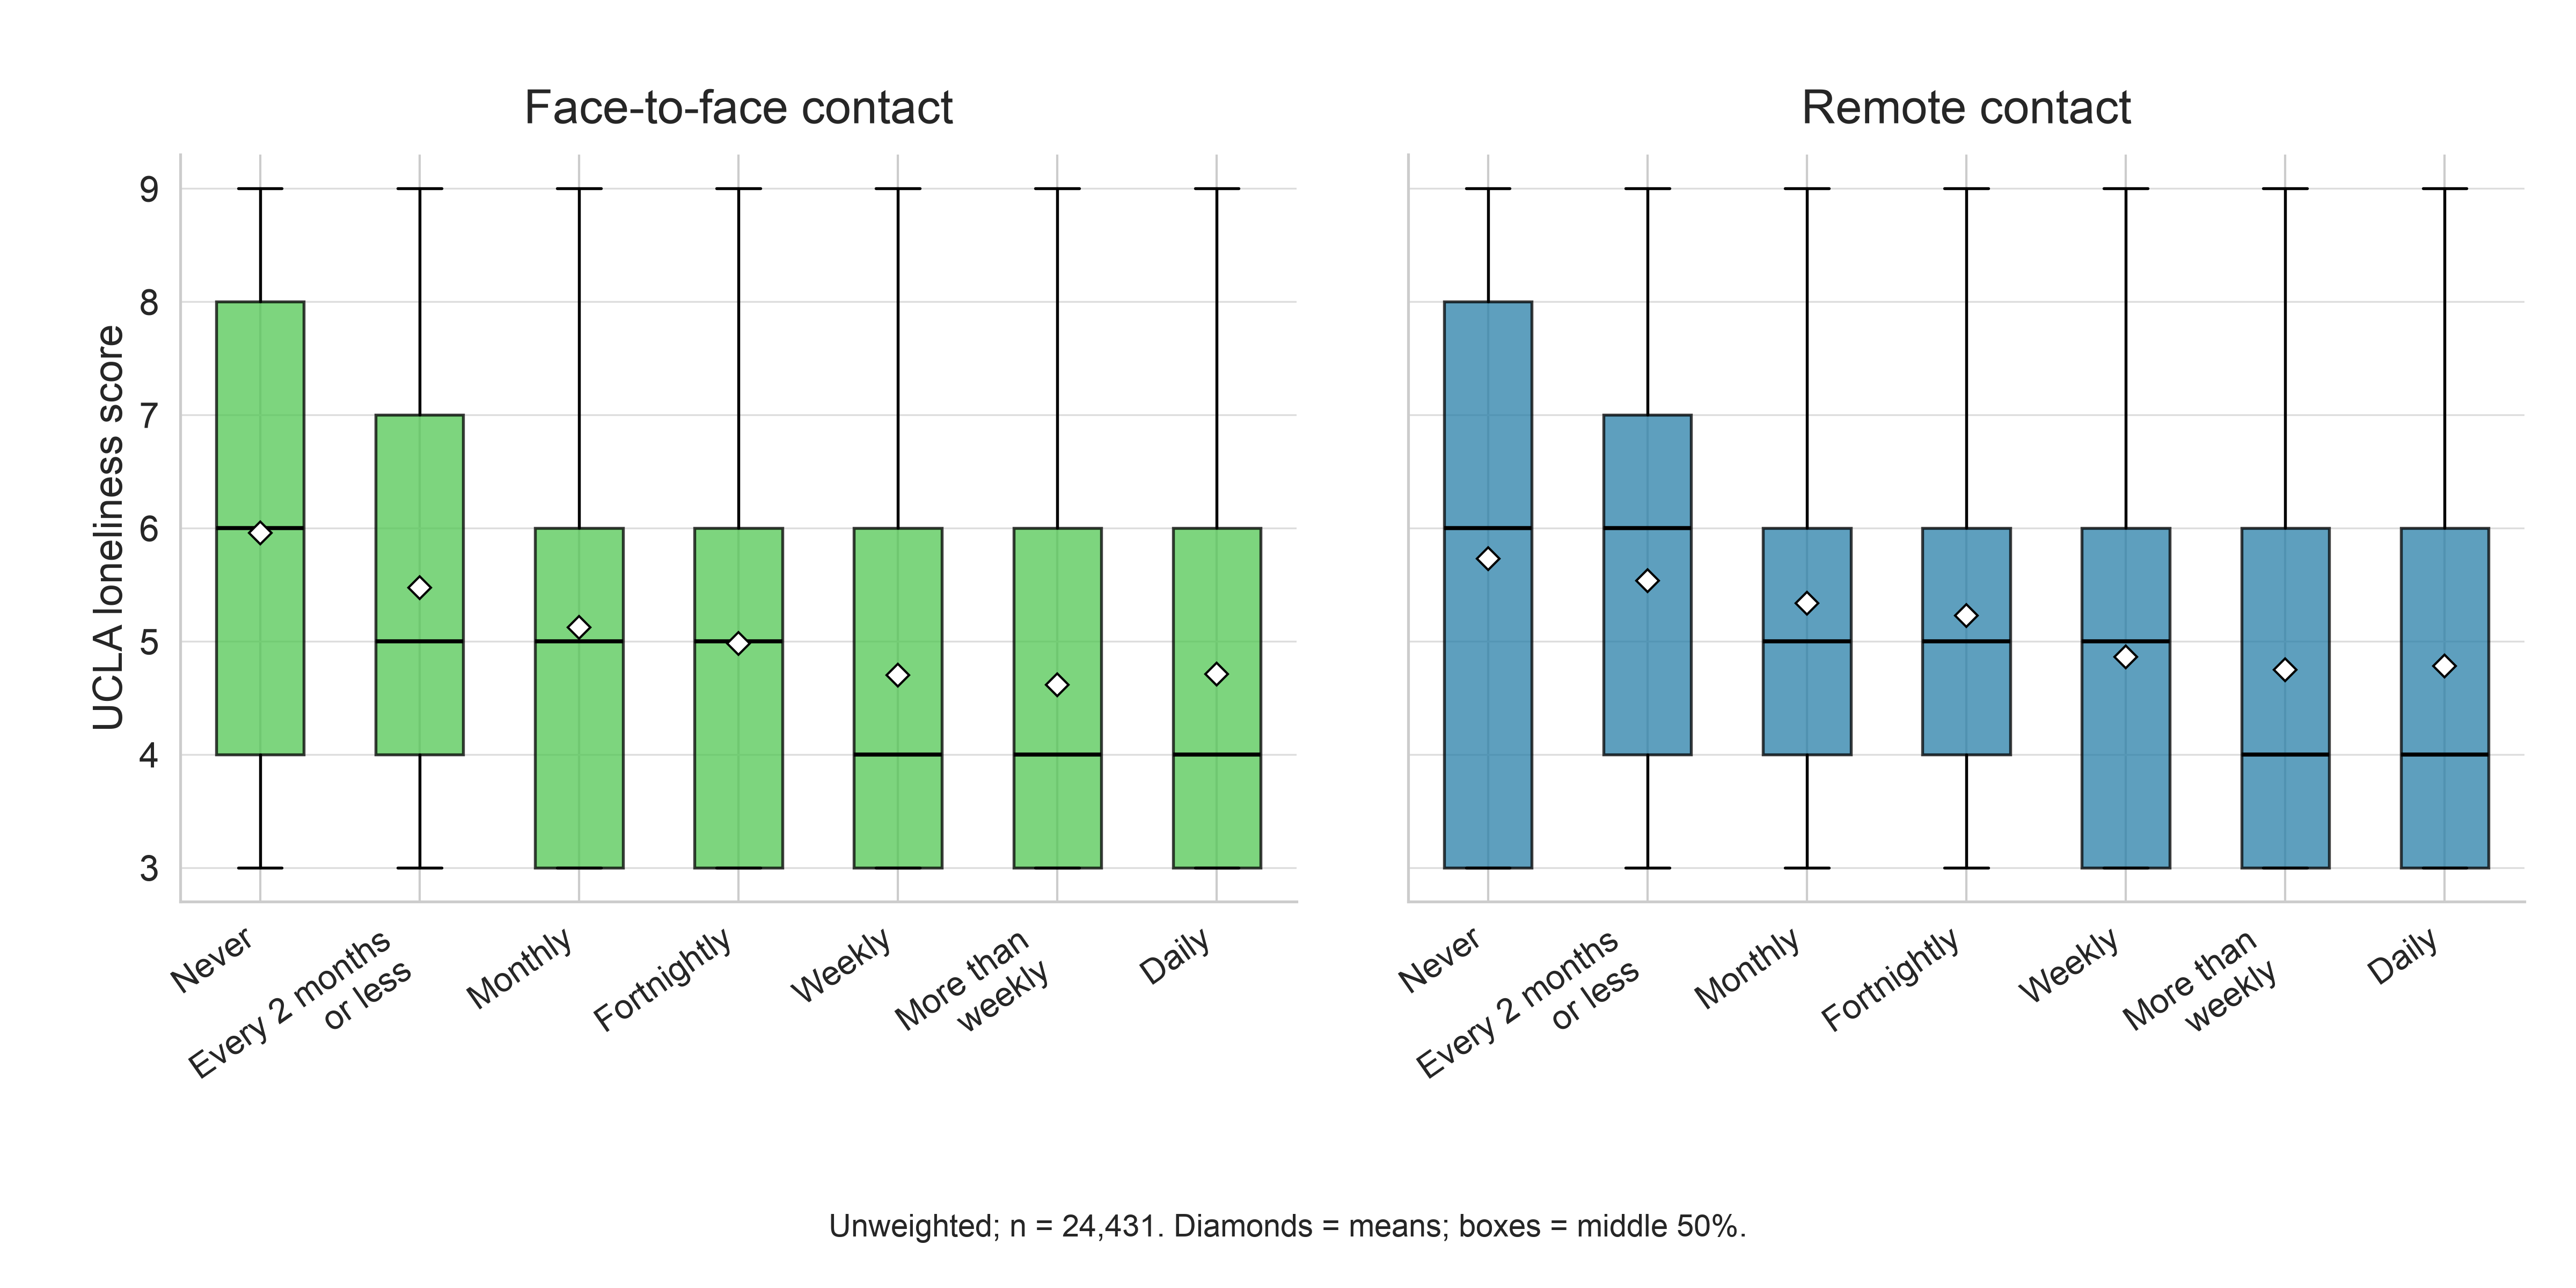 Face-to-face contact
Remote contact
UCLA loneliness score
9
8
7
6
5
4
3
Never
Every 2 months
or less
Monthly
Fortnightly
Weekly
More than
weekly
Daily
Never
Every 2 months
or less
Monthly
Fortnightly
Weekly
More than
weekly
Daily
Unweighted; n = 24,431. Diamonds = means; boxes = middle 50%.